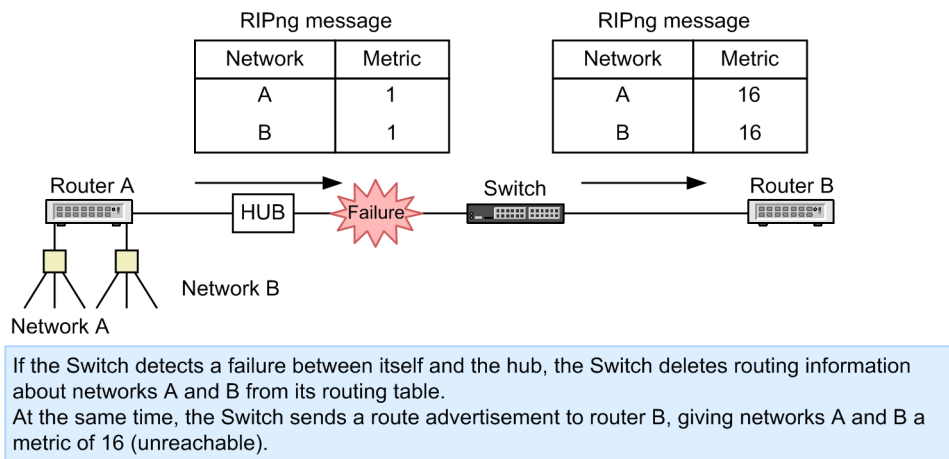 RIPng message
Network Metric
A 1
B 1
RIPng message
Network Metric
A 16
B 16
Router A
HUB
Failure
Switch
Router B
Network B
Network A
If the Switch detects a failure between itself and the hub, the Switch deletes routing information
about networks A and B from its routing table.
At the same time, the Switch sends a route advertisement to router B, giving networks A and B a
metric of 16 (unreachable).